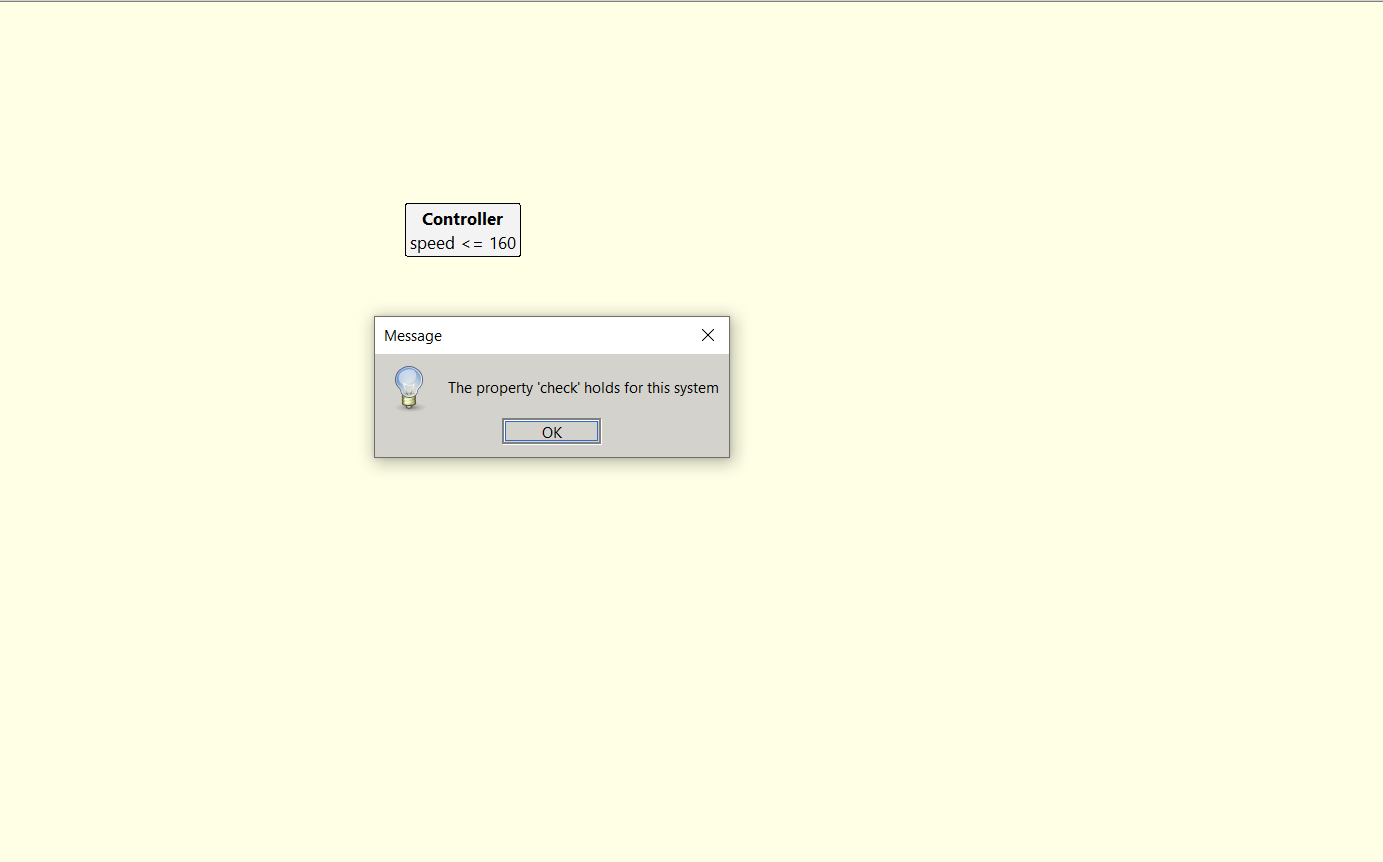 Controller
speed <= 160
Message
The property 'check' holds for this system
OK